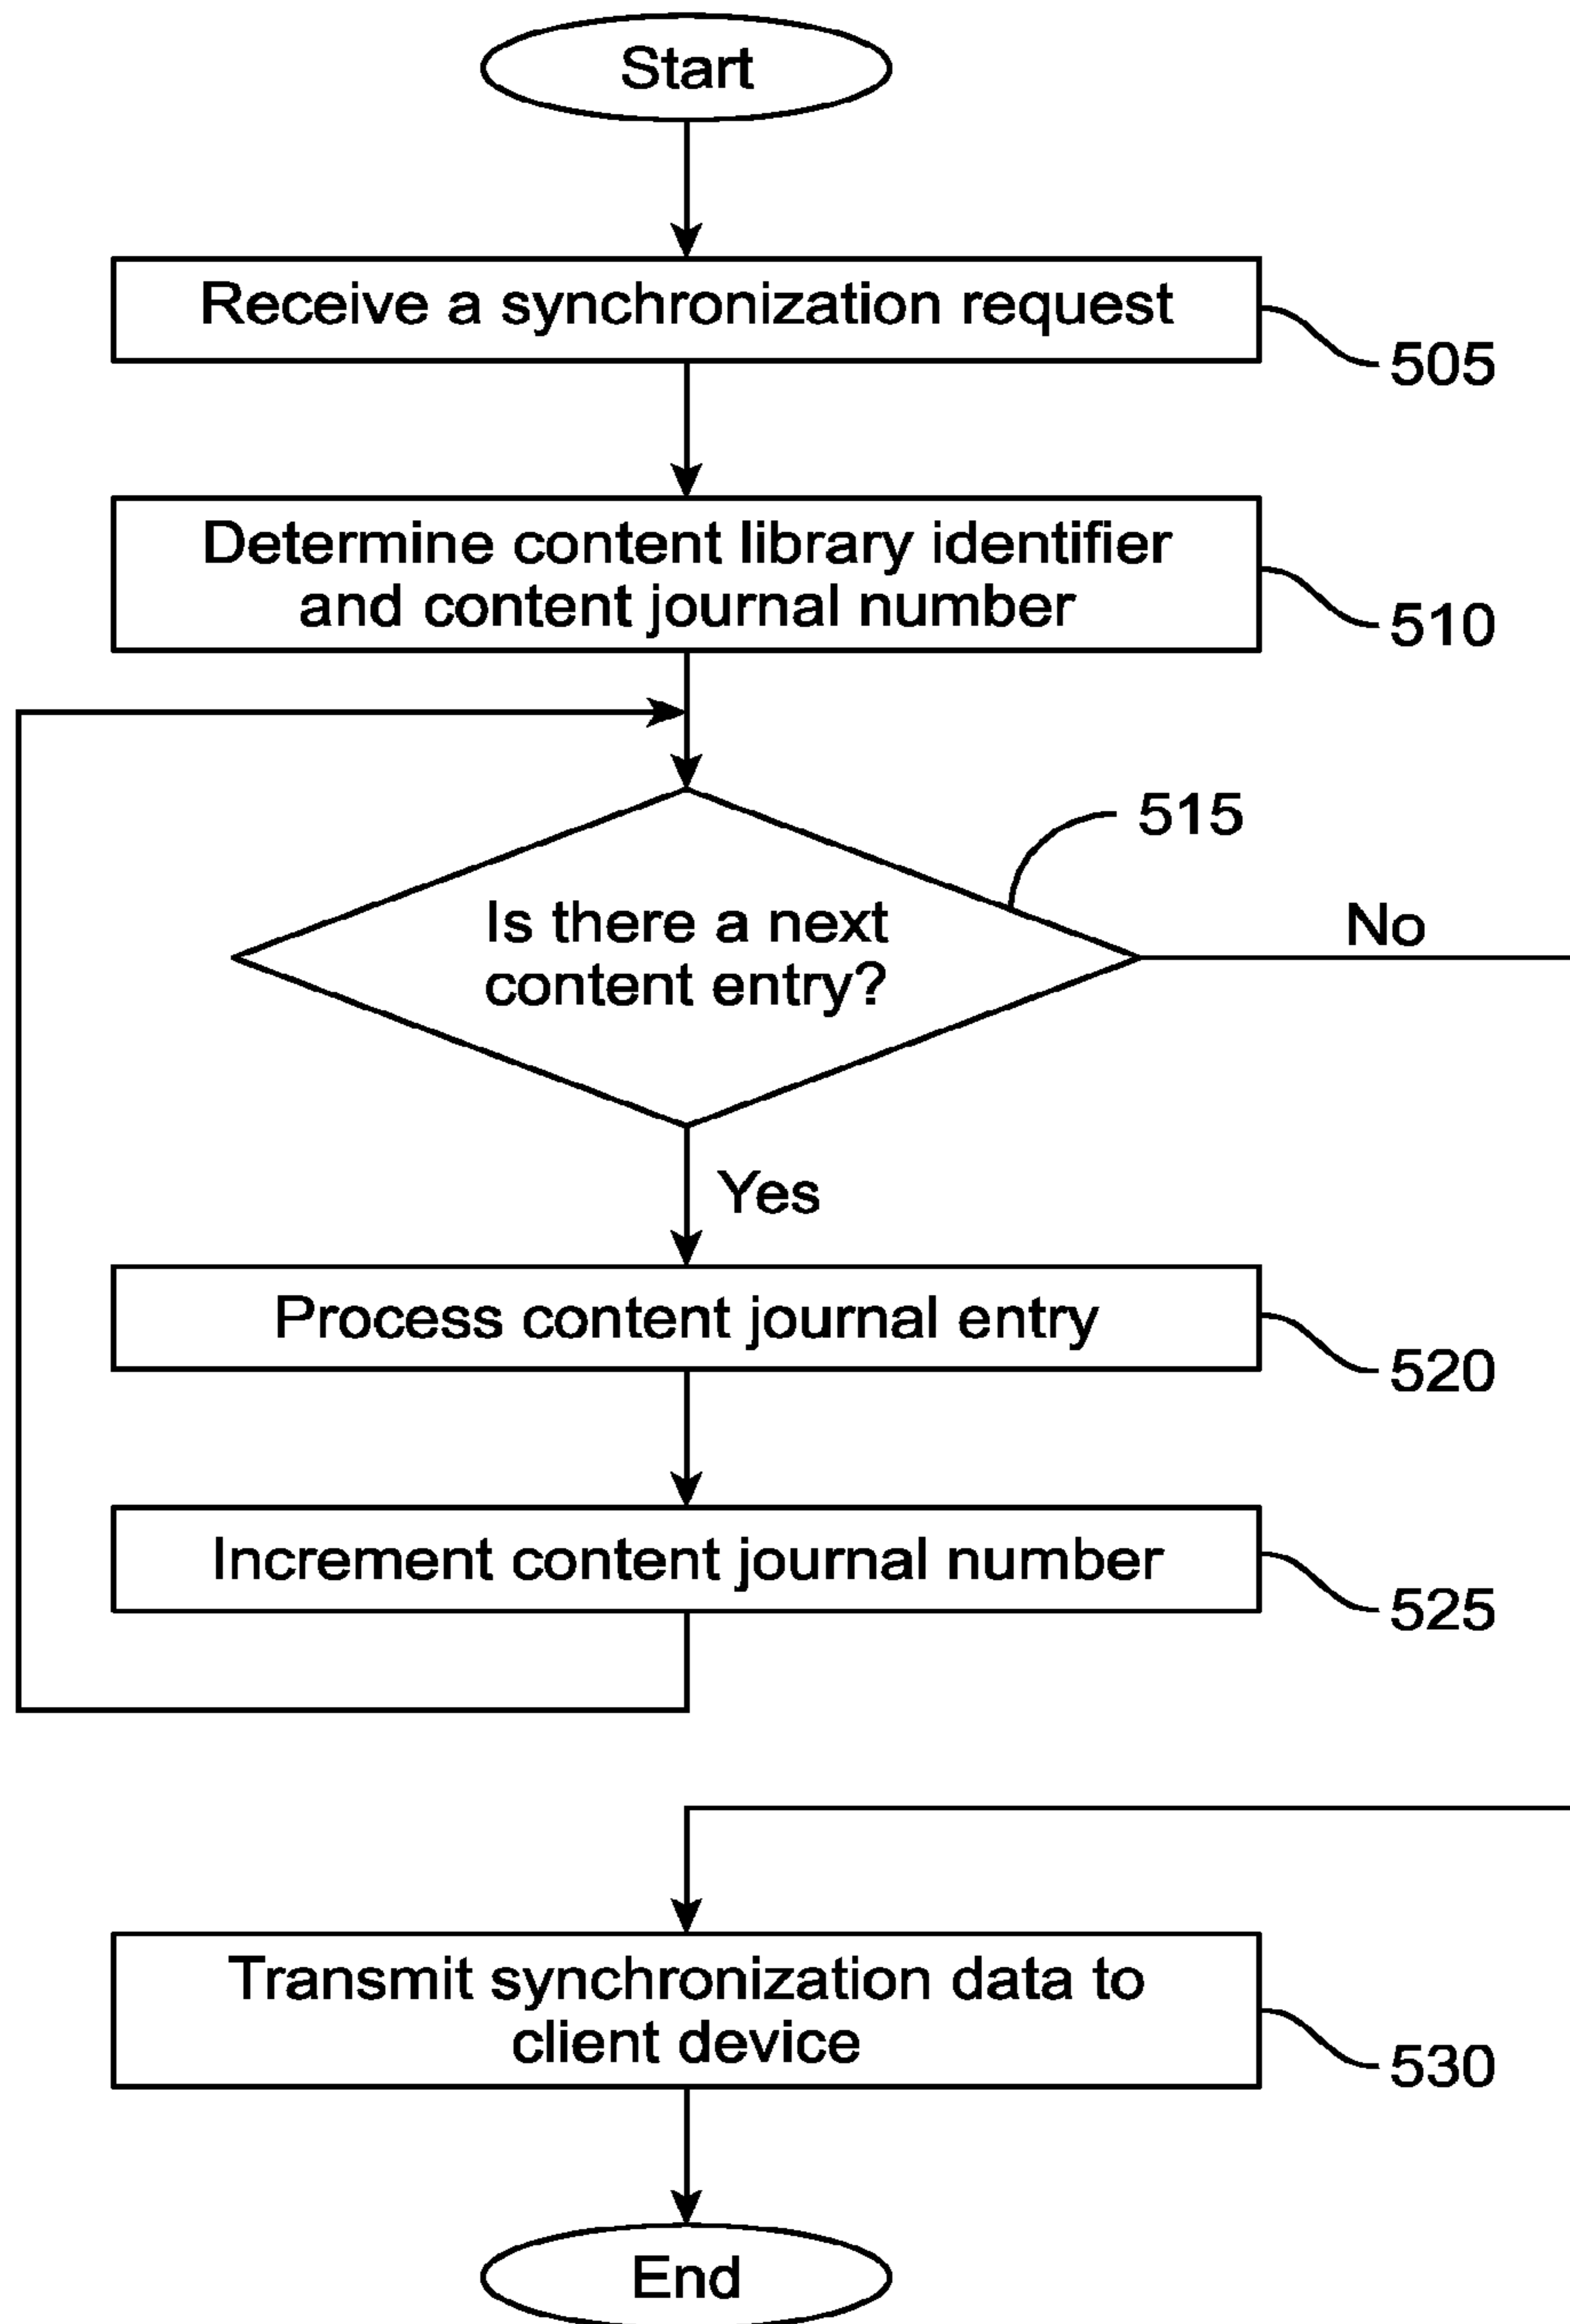 Start
Receive a synchronization request
505
Determine content library identifier
and content journal number
510
515
Is there a next
content entry?
No
Yes
Process content journal entry
520
Increment content journal number
525
Transmit synchronization data to
client device
530
End